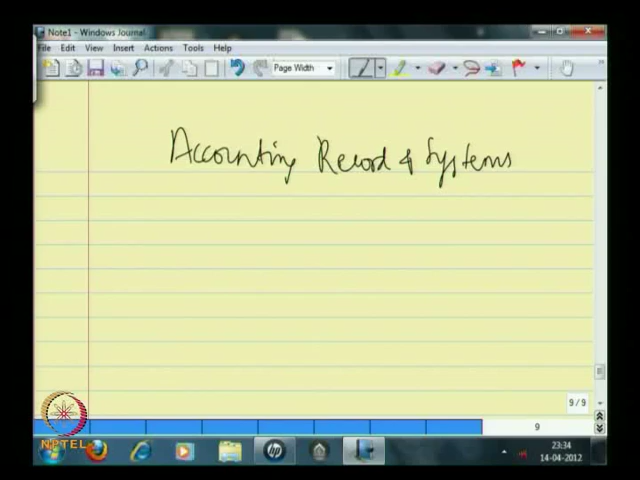 Note1 - Windows Journal
File Edit View Insert Actions Tools Help
Page Width
Accounting Record & Systems
9/9
9
NPTEL
hp
23:34
14-04-2012